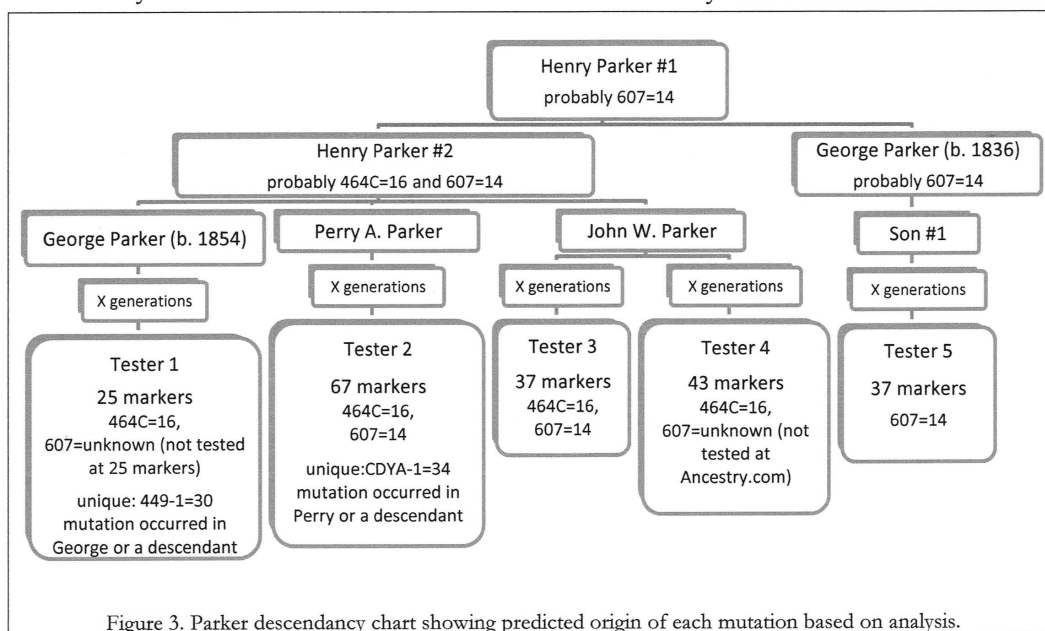 Henry Parker #1
probably 607=14
Henry Parker #2
probably 464C=16 and 607=14
George Parker (b. 1836)
probably 607=14
George Parker (b. 1854)
Perry A. Parker
John W. Parker
Son #1
X generations
X generations
X generations
X generations
X generations
Tester 1
25 markers
464C=16,
607=unknown (not
tested at 25
markers)
unique: 449-1=30
mutation occurred in
George or a descendant
Tester 2
67 markers
464C=16,
607=14
unique:CDYA-1=34
mutation occurred in
Perry or a descendant
Tester 3
37 markers
464C=16,
607=14
Tester 4
43 markers
464C=16,
607=unknown (not
tested at
Ancestry.com)
Tester 5
37 markers
607=14
Figure 3. Parker descendancy chart showing predicted origin of each mutation based on analysis.